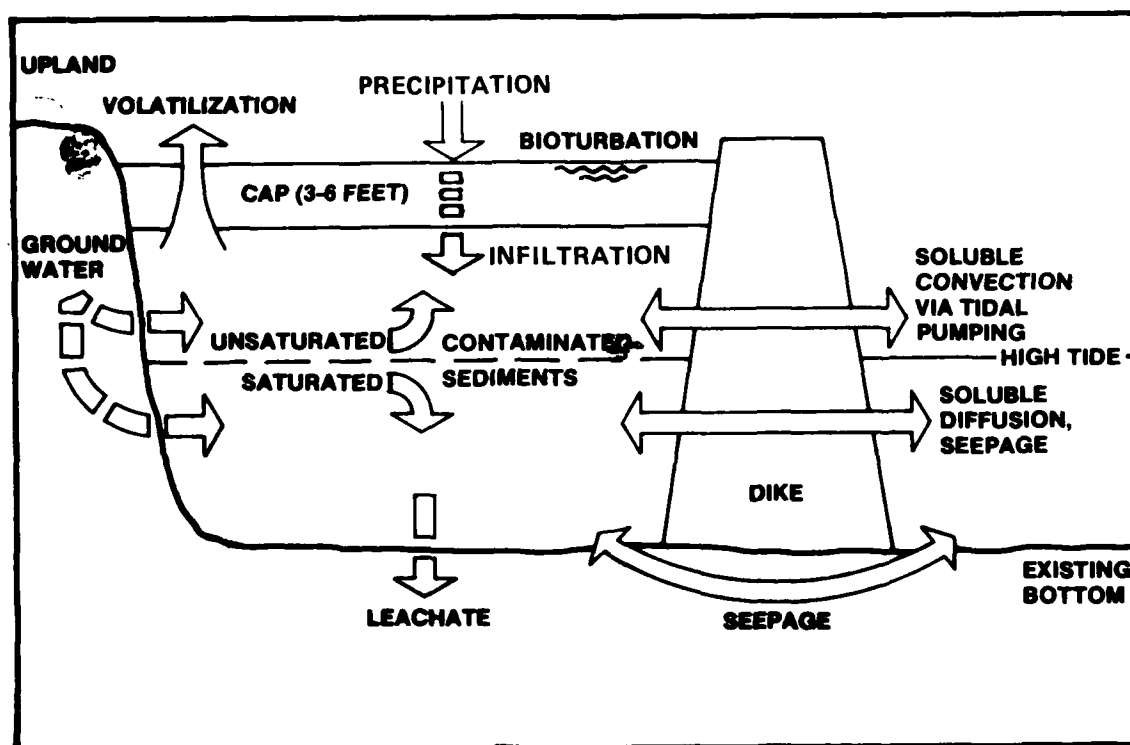 UPLAND
VOLATILIZATION
PRECIPITATION
BIOTURBATION
CAP (3-6 FEET)
GROUND
WATER
INFILTRATION
SOLUBLE
CONVECTION
VIA TIDAL
PUMPING
UNSATURATED
CONTAMINATED
HIGH TIDE
SATURATED
SEDIMENTS
SOLUBLE
DIFFUSION,
SEEPAGE
DIKE
EXISTING
BOTTOM
LEACHATE
SEEPAGE